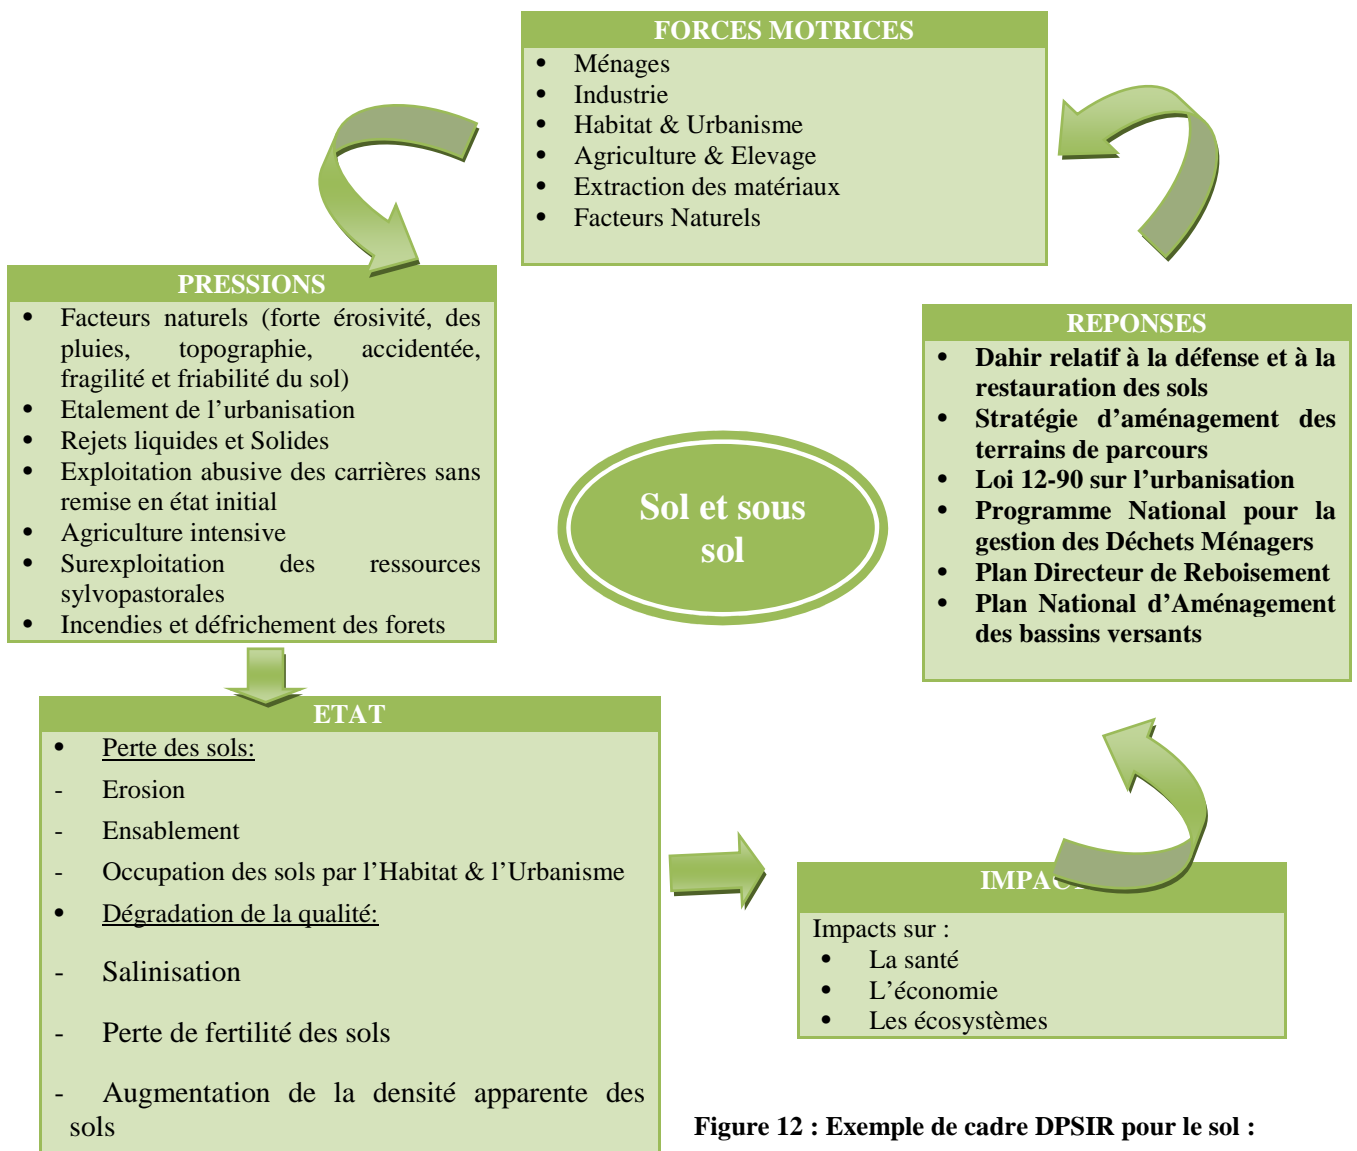 FORCES MOTRICES
• Ménages
• Industrie
• Habitat & Urbanisme
• Agriculture & Elevage
• Extraction des matériaux
• Facteurs Naturels
PRESSIONS
• Facteurs naturels (forte érosivité, des
pluies, topographie, accidentée,
fragilité et friabilité du sol)
• Etalement de l’urbanisation
• Rejets liquides et Solides
• Exploitation abusive des carrières sans
remise en état initial
• Agriculture intensive
• Surexploitation des ressources
sylvopastorales
• Incendies et défrichement des forets
Sol et sous
sol
REPONSES
• Dahir relatif à la défense et à la
restauration des sols
• Stratégie d’aménagement des
terrains de parcours
• Loi 12-90 sur l’urbanisation
• Programme National pour la
gestion des Déchets Ménagers
• Plan Directeur de Reboisement
• Plan National d’Aménagement
des bassins versants
ETAT
• Perte des sols:
- Erosion
- Ensablement
- Occupation des sols par l’Habitat & l’Urbanisme
• Dégradation de la qualité:
- Salinisation
- Perte de fertilité des sols
- Augmentation de la densité apparente des
sols
Impacts sur :
• La santé
• L’économie
• Les écosystèmes
Figure 12 : Exemple de cadre DPSIR pour le sol :